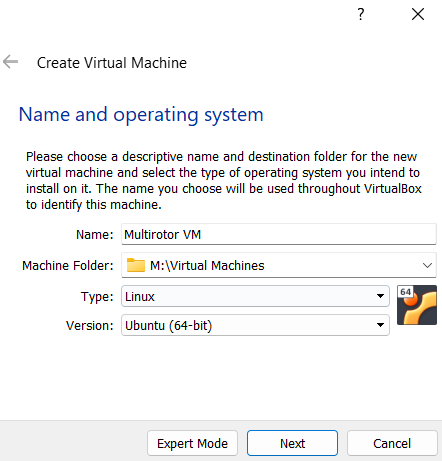 ?
Create Virtual Machine
Name and operating system
Please choose a descriptive name and destination folder for the new
virtual machine and select the type of operating system you intend to
install on it. The name you choose will be used throughout VirtualBox
to identify this machine.
Name: Multirotor VM
Machine Folder: M:\Virtual Machines
Type: Linux 64
Version: Ubuntu (64-bit)
Expert Mode Next Cancel